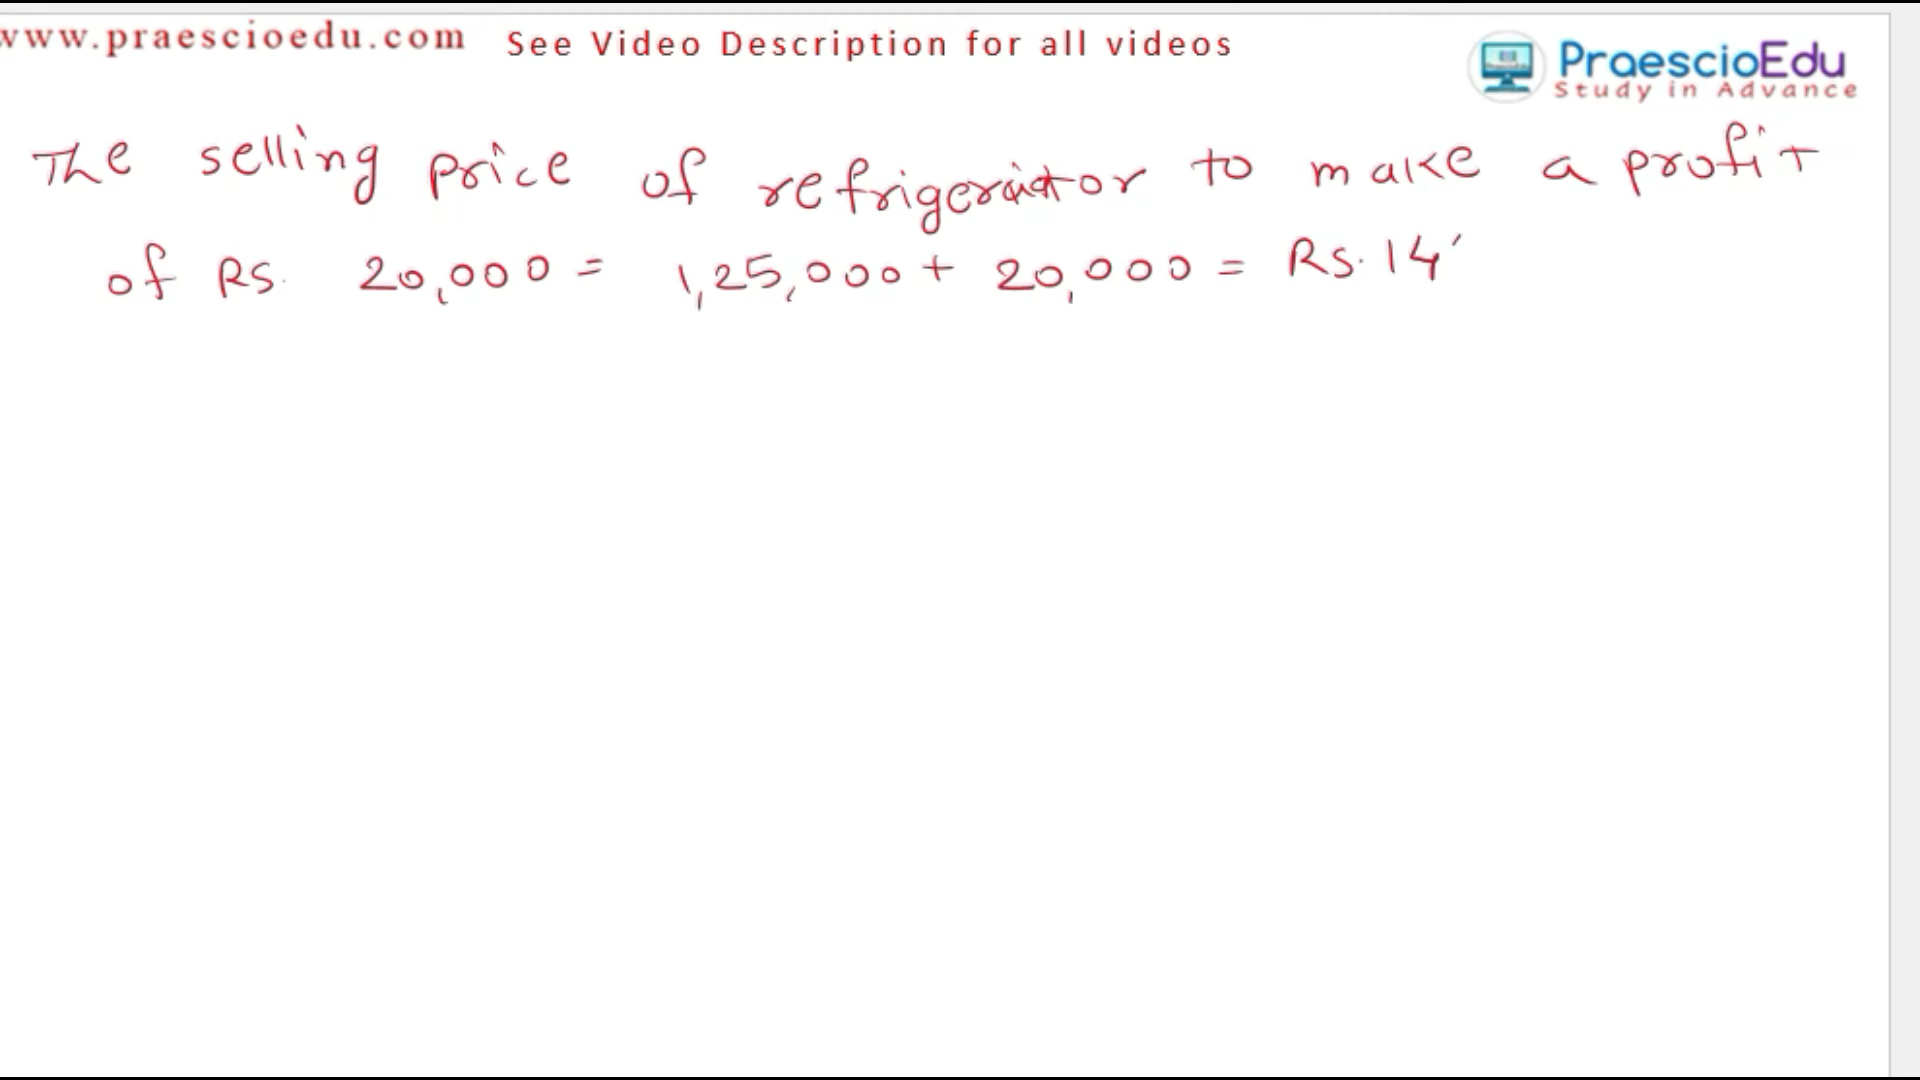 www.praescioedu.com See Video Description for all videos
PraescioEdu
Study in Advance
The selling price of refrigerator to make a profit
of Rs. 20,000 = 1,25,000 + 20,000 = Rs. 14